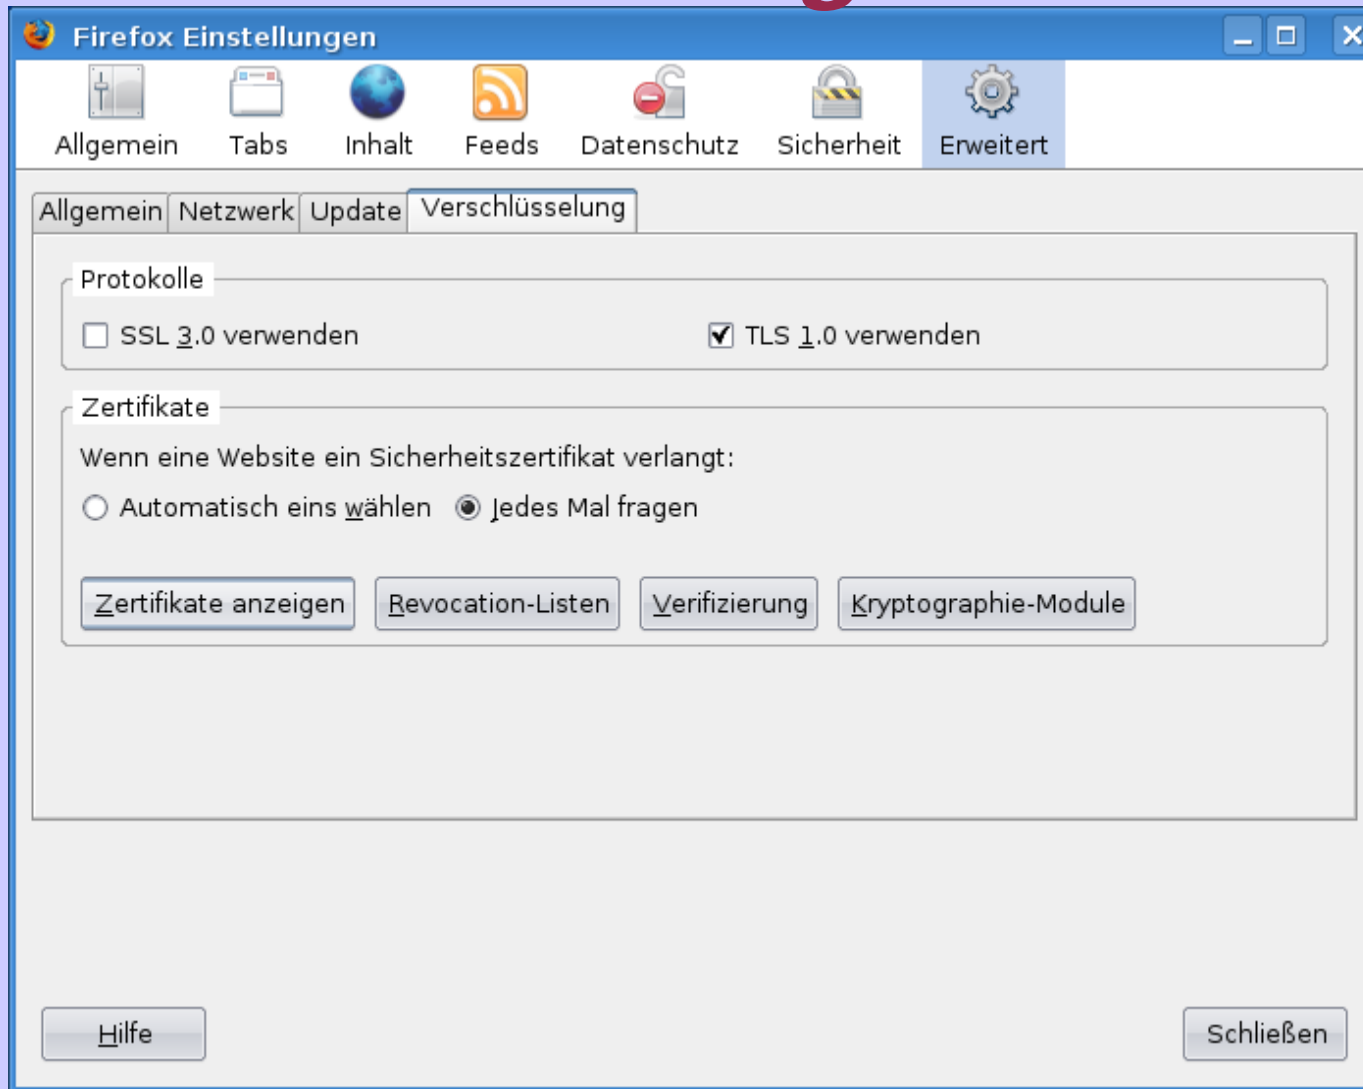 Firefox Einstellungen
Allgemein Tabs Inhalt Feeds Datenschutz Sicherheit Erweitert
Allgemein Netzwerk Update Verschlüsselung
Protokolle
SSL 3.0 verwenden TLS 1.0 verwenden
Zertifikate
Wenn eine Website ein Sicherheitszertifikat verlangt:
Automatisch eins wählen Jedes Mal fragen
Zertifikate anzeigen Revocation-Listen Verifizierung Kryptographie-Module
Hilfe Schließen